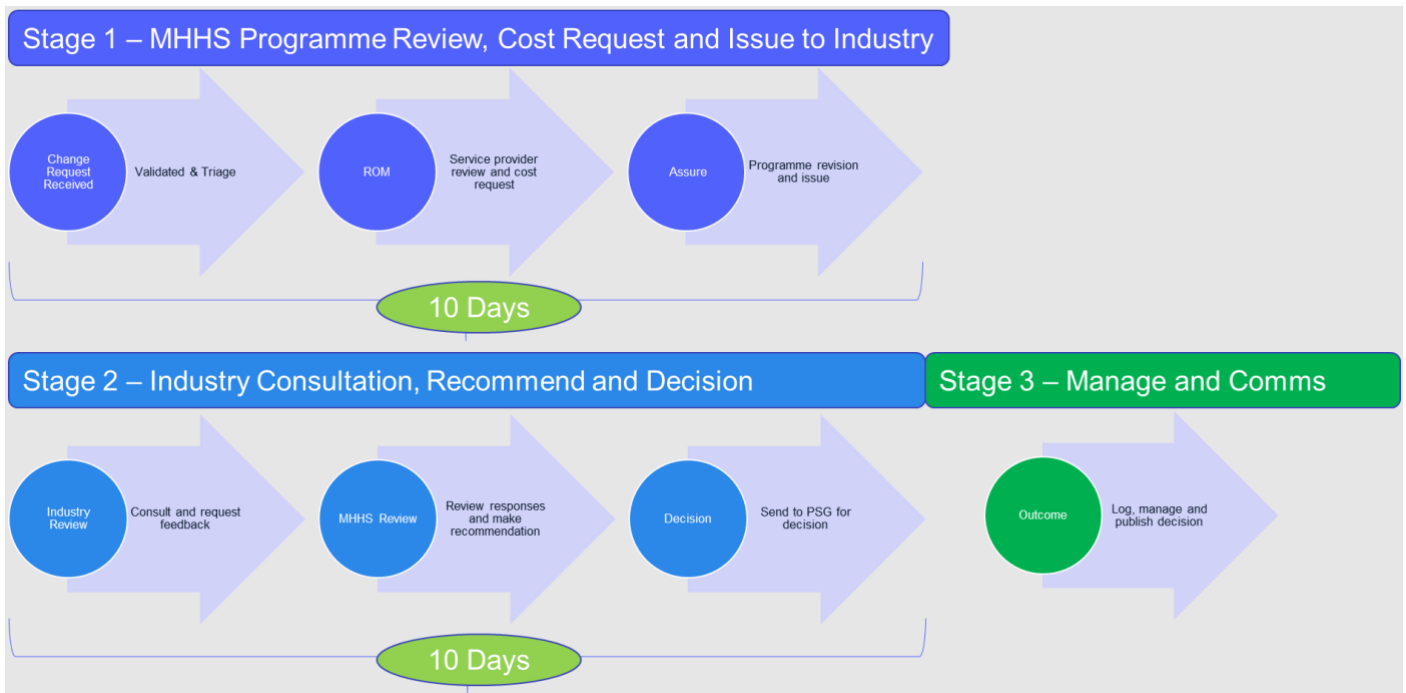 Stage 1 – MHHS Programme Review, Cost Request and Issue to Industry
Change
Request
Received
Validated & Triage
ROM
Service provider
review and cost
request
Assure
Programme revision
and issue
10 Days
Stage 2 – Industry Consultation, Recommend and Decision
Stage 3 – Manage and Comms
Industry
Review
Consult and request
feedback
MHHS Review
Review responses
and make
recommendation
Decision
Send to PSG for
decision
Outcome
Log, manage and
publish decision
10 Days